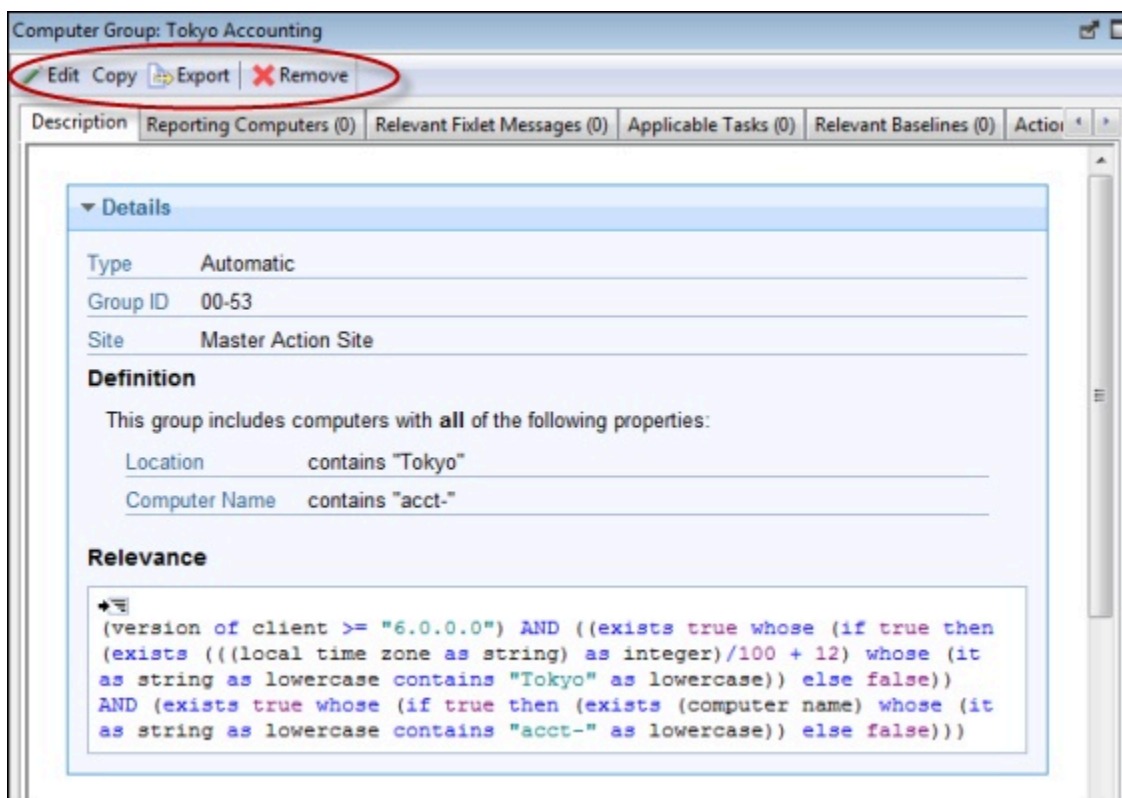 Computer Group: Tokyo Accounting
Edit Copy Export Remove
Description Reporting Computers (0) Relevant Fixlet Messages (0) Applicable Tasks (0) Relevant Baselines (0) Action
Details
Type Automatic
Group ID 00-53
Site Master Action Site
Definition
This group includes computers with all of the following properties:
Location contains "Tokyo"
Computer Name contains "acct-"
Relevance
(version of client >= "6.0.0.0") AND ((exists true whose (if true then
(exists (((local time zone as string) as integer)/100 + 12) whose (it
as string as lowercase contains "Tokyo" as lowercase)) else false))
AND (exists true whose (if true then (exists (computer name) whose (it
as string as lowercase contains "acct-" as lowercase)) else false)))